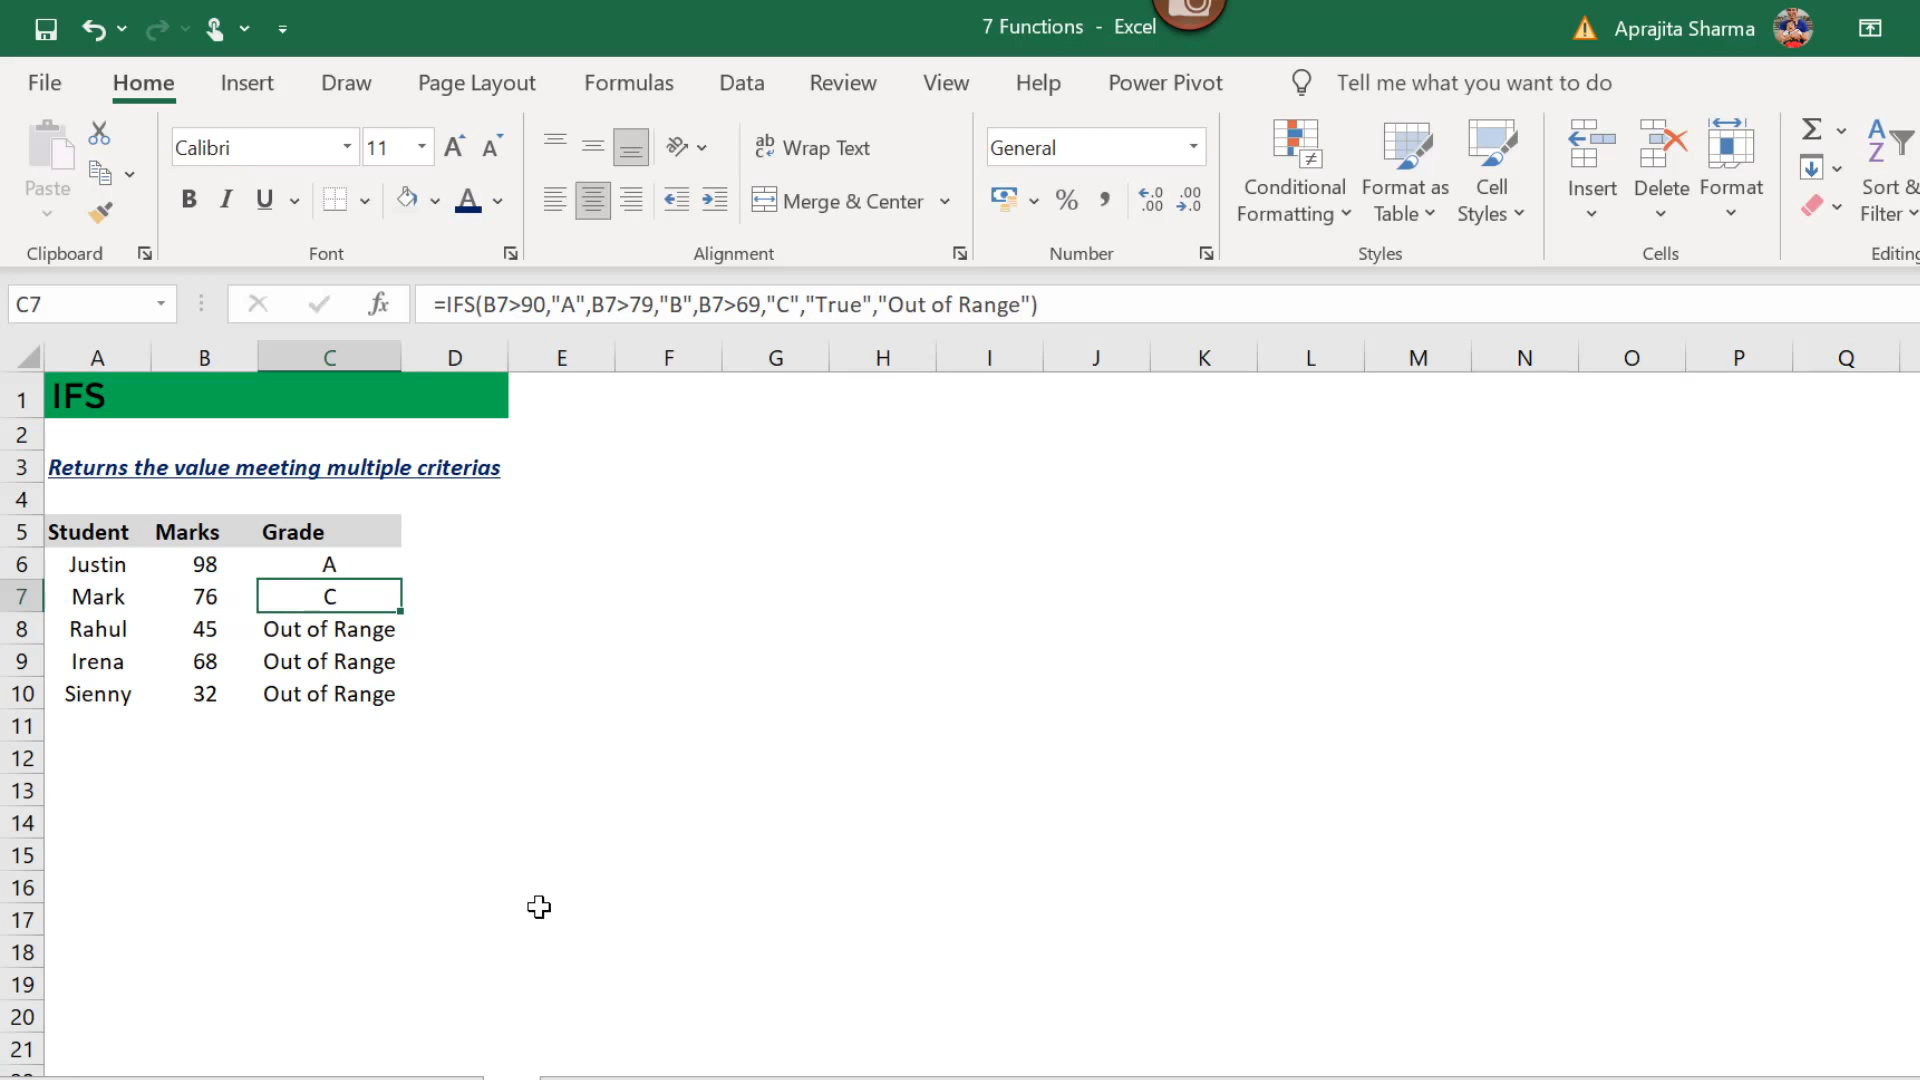 7 Functions - Excel
Aprajita Sharma
File Home Insert Draw Page Layout Formulas Data Review View Help Power Pivot Tell me what you want to do
Paste
Clipboard
Calibri 11
B I U A
Font
Wrap Text
Merge & Center
Alignment
General
% , .00
Number
Conditional Formatting
Format as Table
Cell Styles
Styles
Insert Delete Format
Cells
Sort &
Filter
Editing
C7 fx =IFS(B7>90,"A",B7>79,"B",B7>69,"C","True","Out of Range")
A B C D E F G H I J K L M N O P Q
1 IFS
2
3 Returns the value meeting multiple criterias
4
5 Student Marks Grade
6 Justin 98 A
7 Mark 76 C
8 Rahul 45 Out of Range
9 Irena 68 Out of Range
10 Sienny 32 Out of Range
11
12
13
14
15
16
17
18
19
20
21